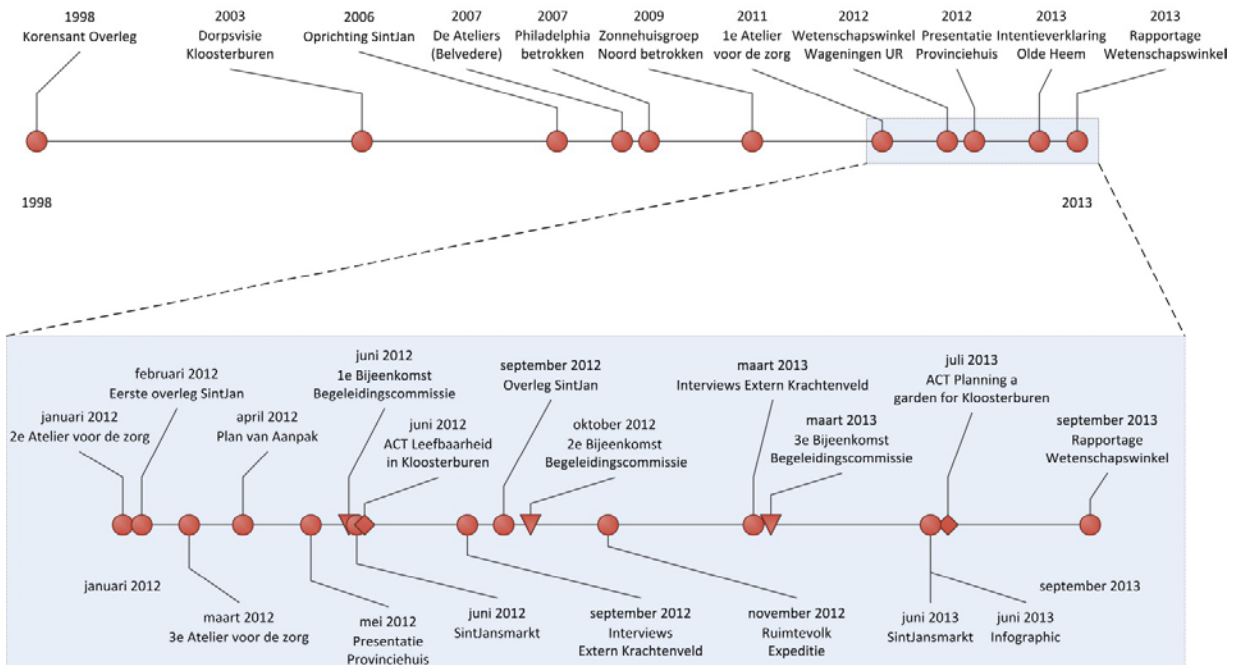 1998
Korensant Overleg
2003
Dorpsvisie
Kloosterburen
2006
Oprichting SintJan
2007
De Ateliers
(Belvedere)
2007
Philadelphia
betrokken
2009
Zonnehuisgroep
Noord betrokken
2011
1e Atelier
voor de zorg
2012
Wetenschapswinkel
Wageningen UR
2012
Presentatie
Provinciehuis
2013
Intentieverklaring
Olde Heem
2013
Rapportage
Wetenschapswinkel
1998
2013
januari 2012
2e Atelier voor de zorg
februari 2012
Eerste overleg SintJan
april 2012
Plan van Aanpak
juni 2012
1e Bijeenkomst
Begeleidingscommissie
juni 2012
ACT Leefbaarheid
in Kloosterburen
september 2012
Overleg SintJan
oktober 2012
2e Bijeenkomst
Begeleidingscommissie
maart 2013
Interviews Extern Krachtenveld
maart 2013
3e Bijeenkomst
Begeleidingscommissie
juli 2013
ACT Planning a
garden for Kloosterburen
september 2013
Rapportage
Wetenschapswinkel
januari 2012
september 2013
maart 2012
3e Atelier voor de zorg
mei 2012
Presentatie
Provinciehuis
juni 2012
SintJansmarkt
september 2012
Interviews
Extern Krachtenveld
november 2012
Ruimtevolk
Expeditie
juni 2013
SintJansmarkt
juni 2013
Infographic